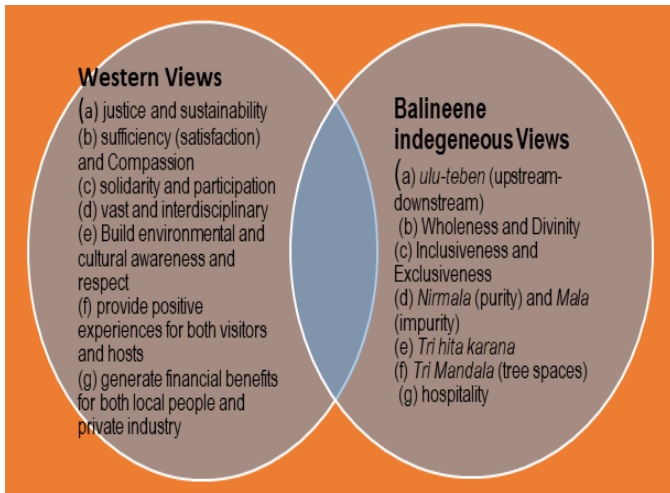 Western Views
(a) justice and sustainability
(b) sufficiency (satisfaction)
and Compassion
(c) solidarity and participation
(d) vast and interdisciplinary
(e) Build environmental and
cultural awareness and
respect
(f) provide positive
experiences for both visitors
and hosts
(g) generate financial benefits
for both local people and
private industry
Balineene
indegeneous Views
(a) ulu-teben (upstream-
downstream)
(b) Wholeness and Divinity
(c) Inclusiveness and
Exclusiveness
(d) Nirmala (purity) and Mala
(impurity)
(e) Tri hita karana
(f) Tri Mandala (tree spaces)
(g) hospitality